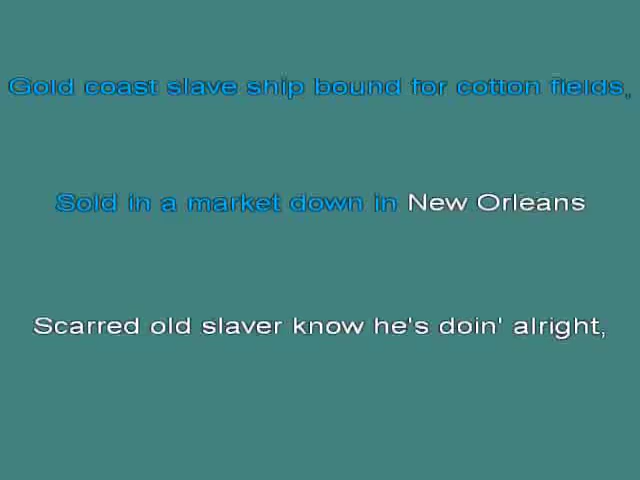 Gold coast slave ship bound for cotton fields,
Sold in a market down in New Orleans
Scarred old slaver know he's doin' alright,